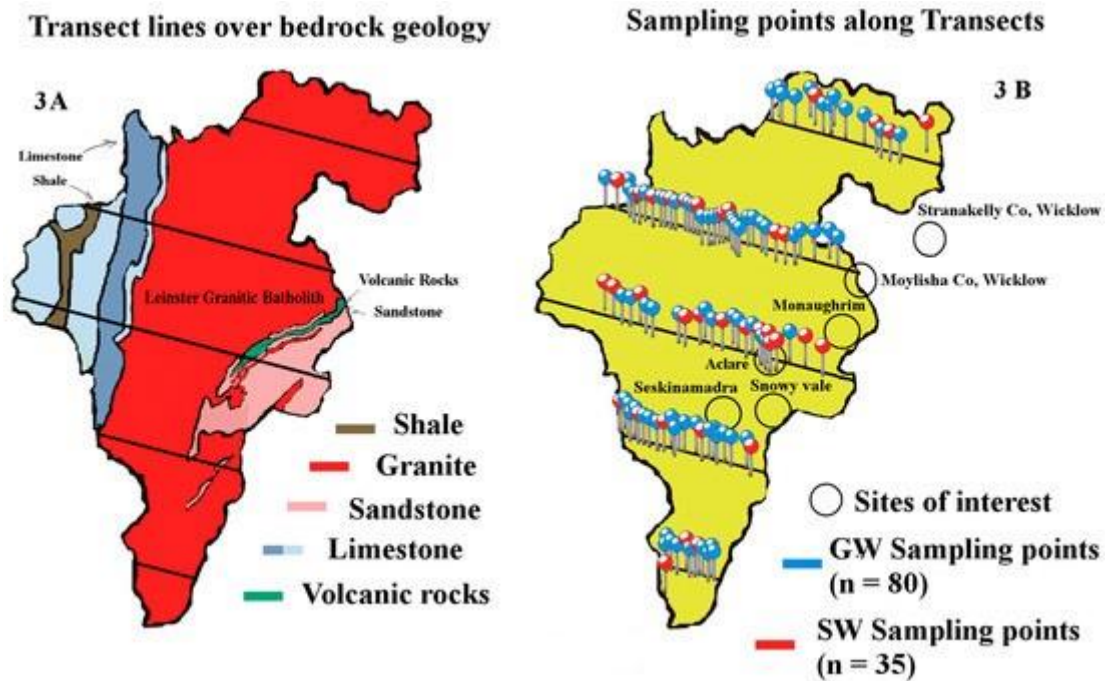 Transect lines over bedrock geology
3A
Limestone
Shale
Leinster Granitic Batholith
Volcanic Rocks
Sandstone
Shale
Granite
Sandstone
Limestone
Volcanic rocks
Sampling points along Transects
3 B
Stranakelly Co, Wicklow
Moylisha Co, Wicklow
Monaughrim
Aclare
Seskinamadra
Snowy vale
Sites of interest
GW Sampling points
(n = 80)
SW Sampling points
(n = 35)